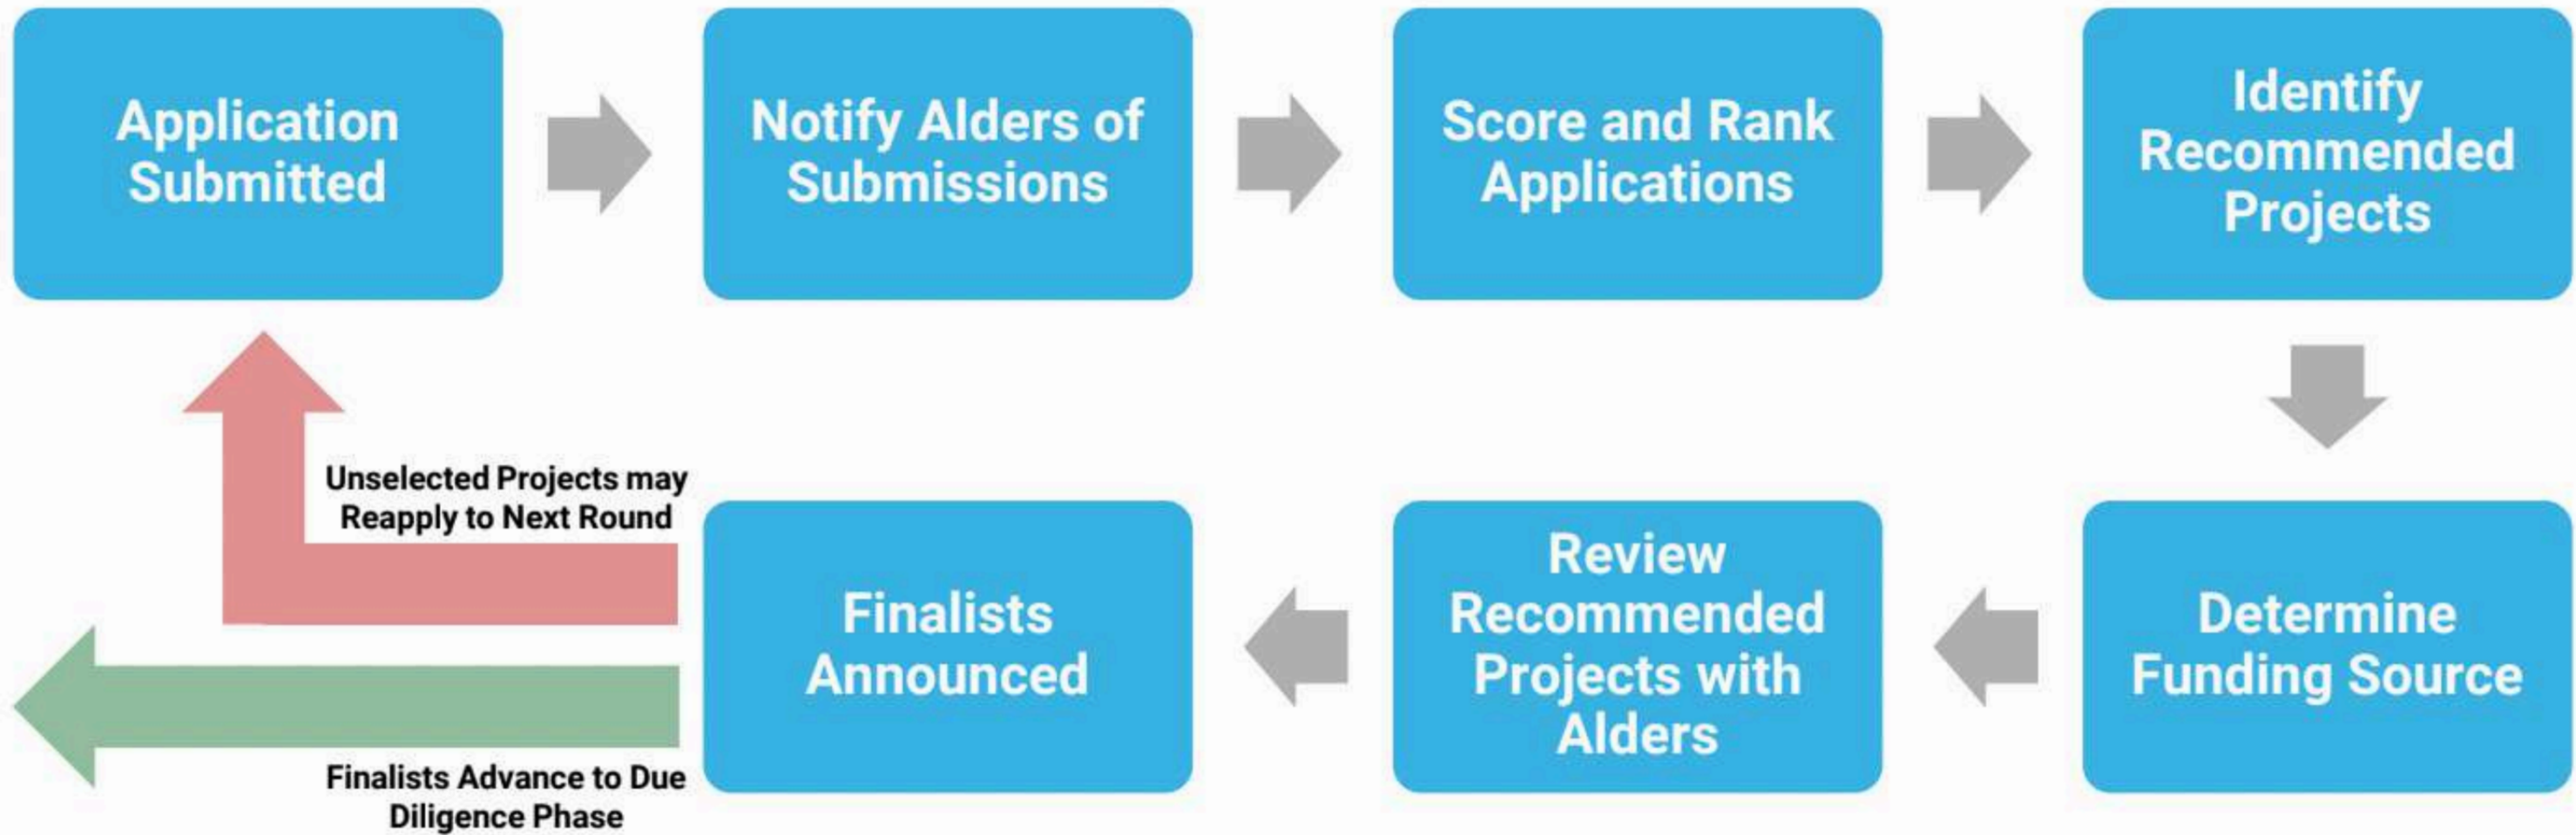 Application
Submitted
Notify Alders of
Submissions
Score and Rank
Applications
Identify
Recommended
Projects
Determine
Funding Source
Review
Recommended
Projects with
Alders
Finalists
Announced
Unselected Projects may
Reapply to Next Round
Finalists Advance to Due
Diligence Phase